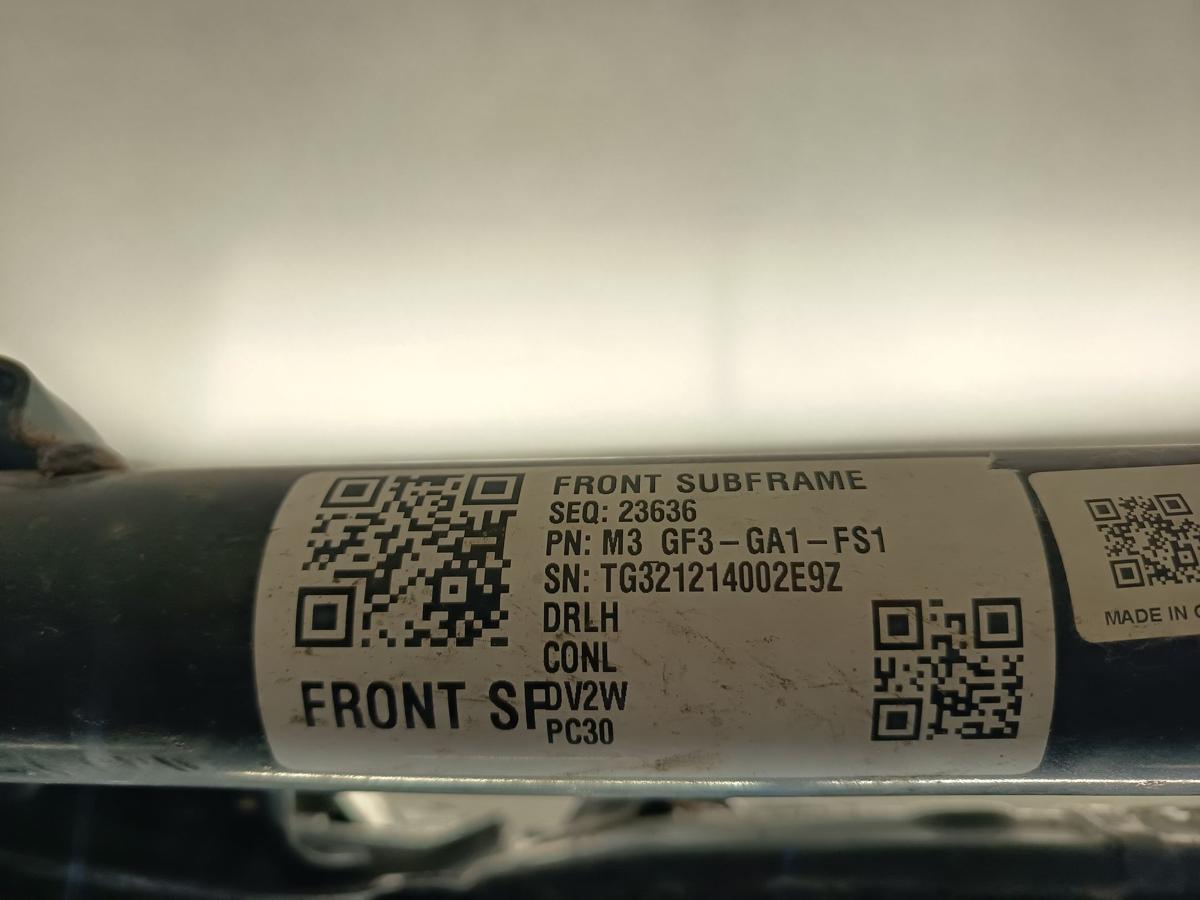 FRONT SUBFRAME
SEQ: 23636
PN: M3 GF3-GA1-FS1
SN: TG321214002E9Z
DRLH
CONL
DV2W
PC30
FRONT SP
MADE IN